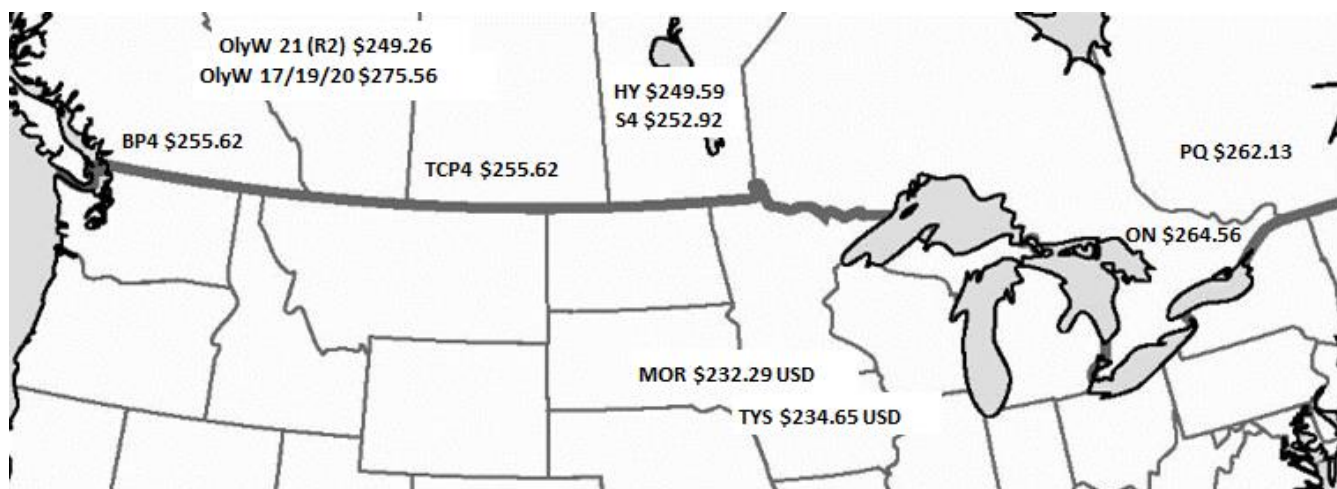 OlyW 21 (R2) $249.26
OlyW 17/19/20 $275.56
HY $249.59
S4 $252.92
BP4 $255.62
TCP4 $255.62
PQ $262.13
ON $264.56
MOR $232.29 USD
TYS $234.65 USD